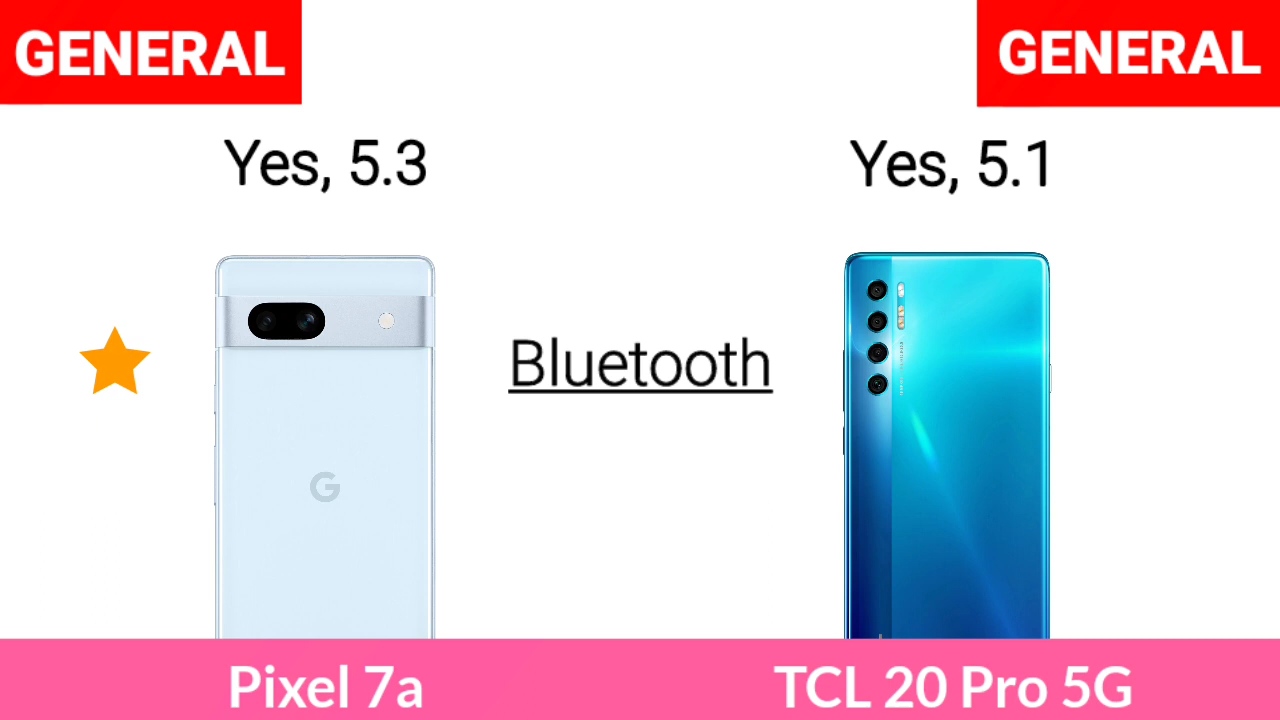 GENERAL
GENERAL
Yes, 5.3
Yes, 5.1
Bluetooth
G
Pixel 7a
TCL 20 Pro 5G